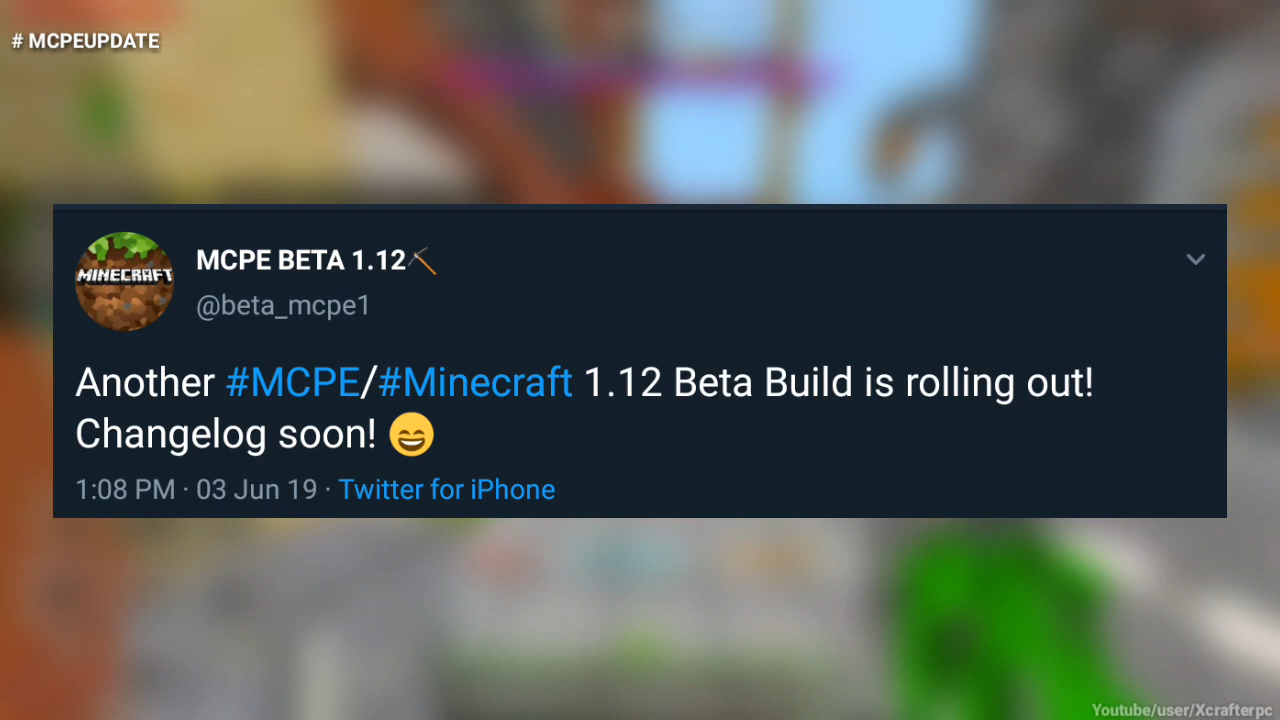 # MCPEUPDATE
MINECRAFT
MCPE BETA 1.12
@beta_mcpe1
Another #MCPE/#Minecraft 1.12 Beta Build is rolling out!
Changelog soon! 😄
1:08 PM · 03 Jun 19 · Twitter for iPhone
Youtube/user/Xcrafterpc